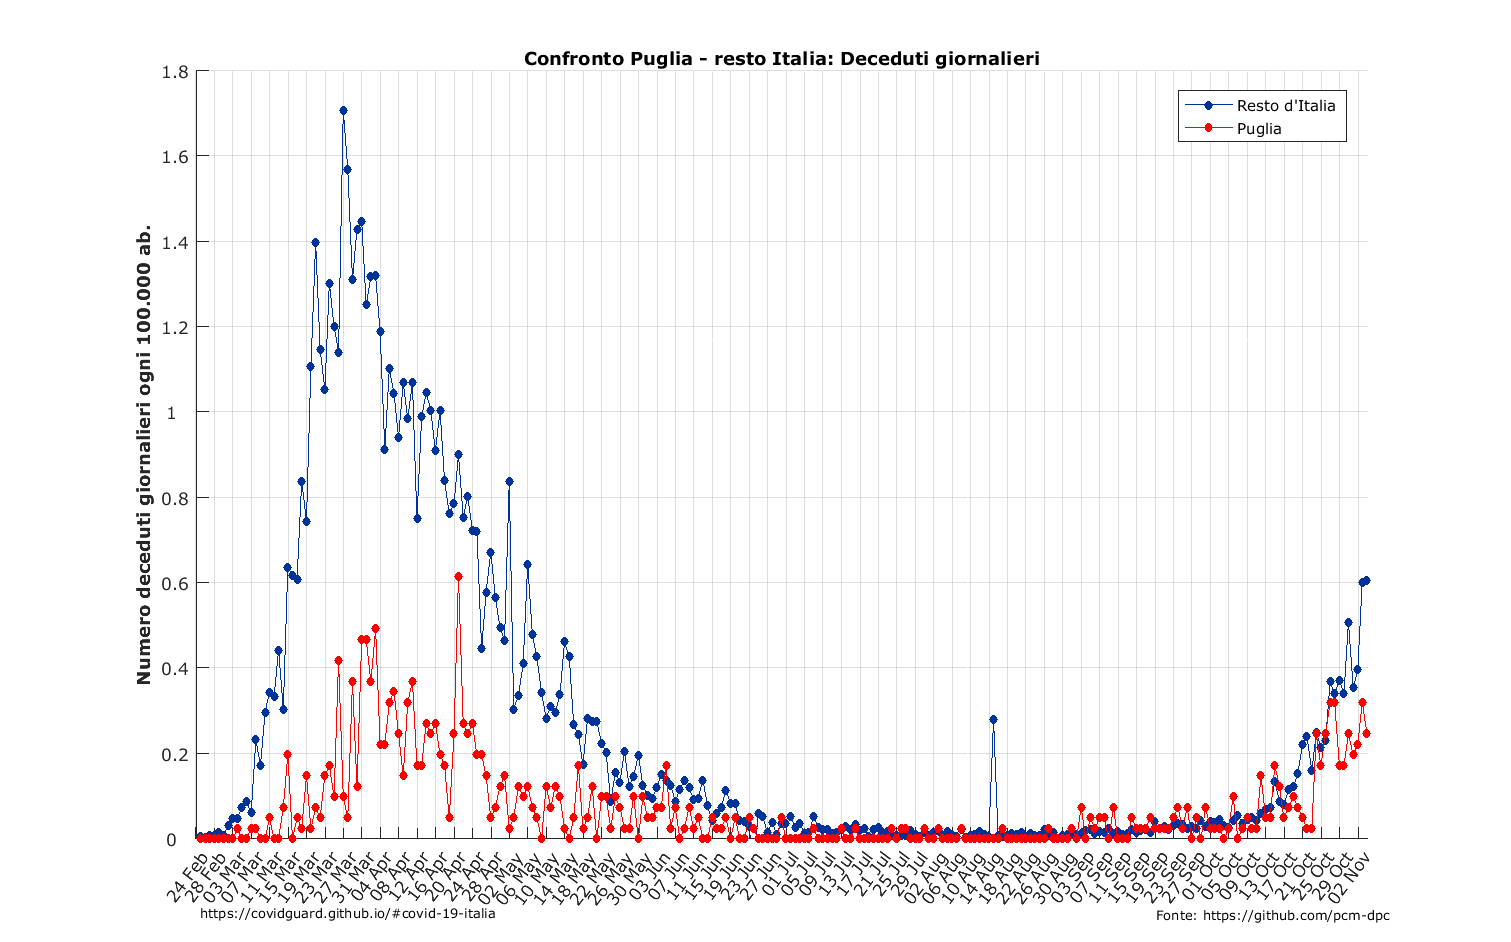 Confronto Puglia - resto Italia: Deceduti giornalieri
Resto d'Italia
Puglia
Numero deceduti giornalieri ogni 100.000 ab.
1.8
1.6
1.4
1.2
1
0.8
0.6
0.4
0.2
0
24 Feb
28 Feb
03 Mar
07 Mar
11 Mar
15 Mar
19 Mar
23 Mar
27 Mar
31 Mar
04 Apr
08 Apr
12 Apr
16 Apr
20 Apr
24 Apr
28 Apr
02 May
06 May
10 May
14 May
18 May
22 May
26 May
30 May
03 Jun
07 Jun
11 Jun
15 Jun
19 Jun
23 Jun
27 Jun
01 Jul
05 Jul
09 Jul
13 Jul
17 Jul
21 Jul
25 Jul
29 Jul
02 Aug
06 Aug
10 Aug
14 Aug
18 Aug
22 Aug
26 Aug
30 Aug
03 Sep
07 Sep
11 Sep
15 Sep
19 Sep
23 Sep
27 Sep
01 Oct
05 Oct
09 Oct
13 Oct
17 Oct
21 Oct
25 Oct
29 Oct
02 Nov
https://covidguard.github.io/#covid-19-italia
Fonte: https://github.com/pcm-dpc